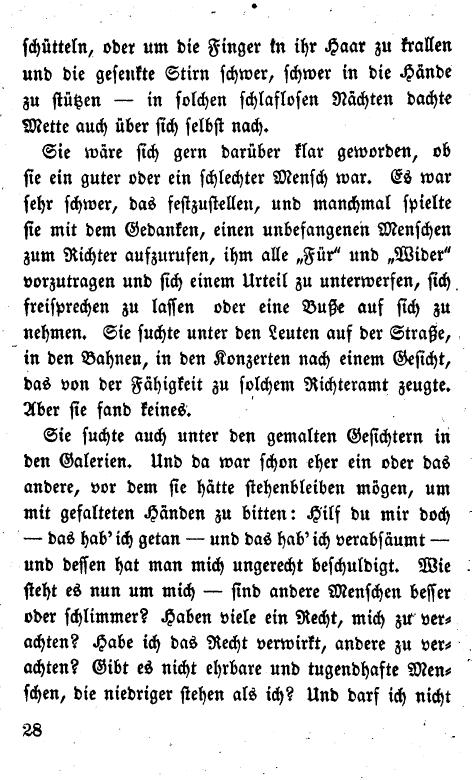 schütteln, oder um die Finger in ihr Haar zu krallen
und die gesenkte Stirn schwer, schwer in die Hände
zu stützen — in solchen schlaflosen Nächten dachte
Mette auch über sich selbst nach.
Sie wäre sich gern darüber klar geworden, ob
sie ein guter oder ein schlechter Mensch war. Es war
sehr schwer, das festzustellen, und manchmal spielte
sie mit dem Gedanken, einen unbefangenen Menschen
zum Richter aufzurufen, ihm alle „Für“ und „Wider“
vorzutragen und sich einem Urteil zu unterwerfen, sich
freisprechen zu lassen oder eine Buße auf sich zu
nehmen. Sie suchte unter den Leuten auf der Straße,
in den Bahnen, in den Konzerten nach einem Gesicht,
das von der Fähigkeit zu solchem Richteramt zeugte.
Aber sie fand keines.
Sie suchte auch unter den gemalten Gesichtern in
den Galerien. Und da war schon eher ein oder das
andere, vor dem sie hätte stehenbleiben mögen, um
mit gefalteten Händen zu bitten: Hilf du mir doch
— das hab' ich getan — und das hab' ich verabsäumt —
und dessen hat man mich ungerecht beschuldigt. Wie
steht es nun um mich — sind andere Menschen besser
oder schlimmer? Haben viele ein Recht, mich zu ver-
achten? Habe ich das Recht verwirkt, andere zu ver-
achten? Gibt es nicht ehrbare und tugendhafte Men-
schen, die niedriger stehen als ich? Und darf ich nicht
28